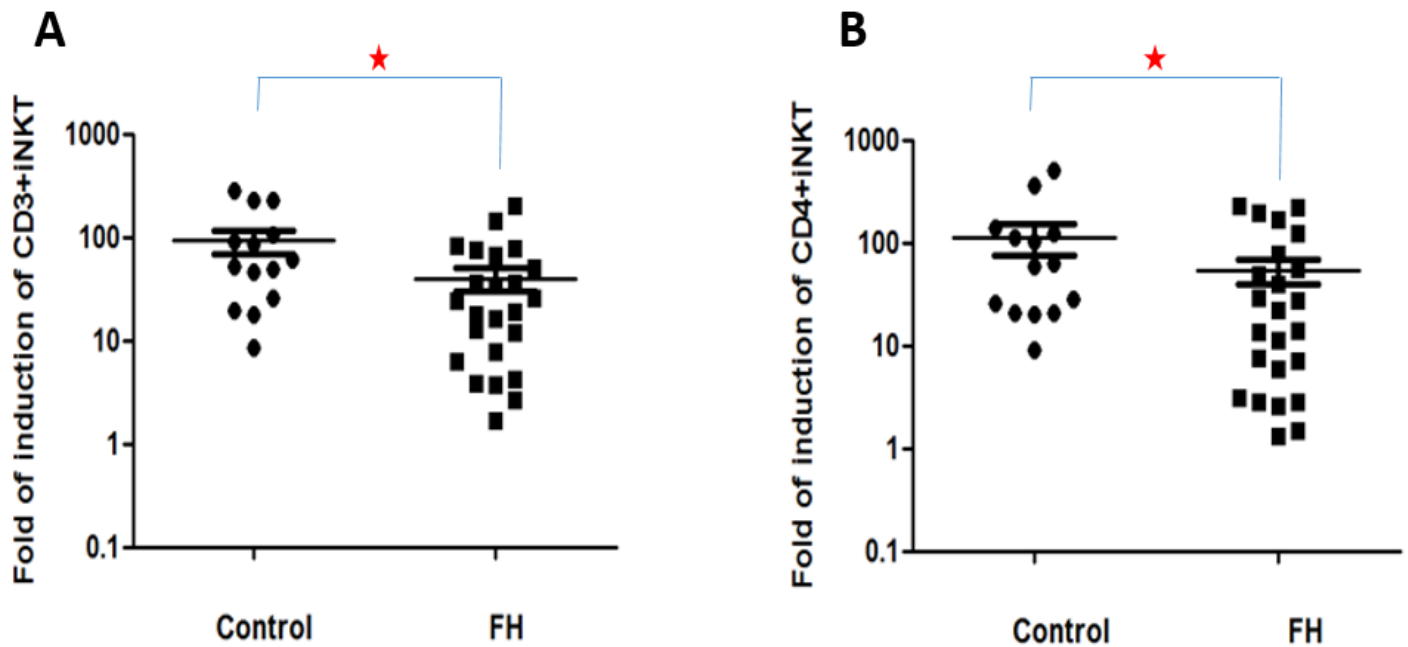 A
Fold of induction of CD3+iNKT
1000
100
10
1
0.1
Control FH
B
Fold of induction of CD4+iNKT
1000
100
10
1
0.1
Control FH